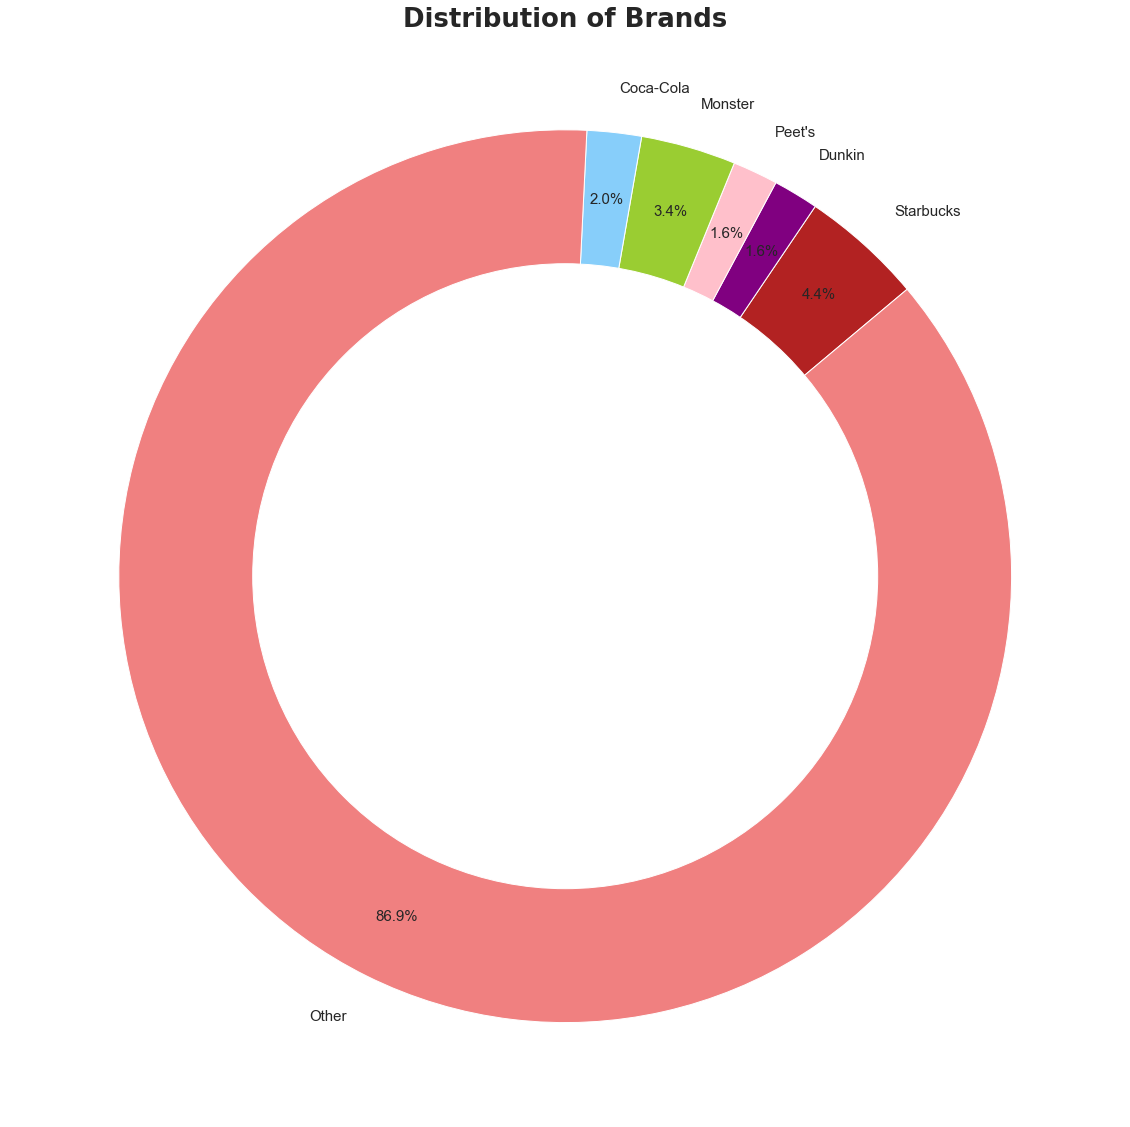 Distribution of Brands
Coca-Cola
Monster
Peet's
Dunkin
Starbucks
2.0%
3.4%
1.6%
1.6%
4.4%
86.9%
Other